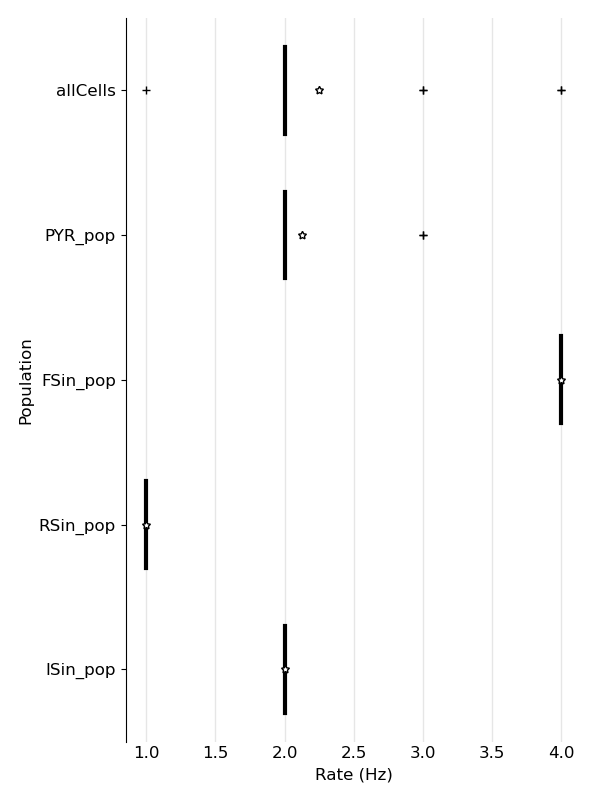 allCells
PYR_pop
FSin_pop
RSin_pop
ISin_pop
Population
1.0 1.5 2.0 2.5 3.0 3.5 4.0
Rate (Hz)